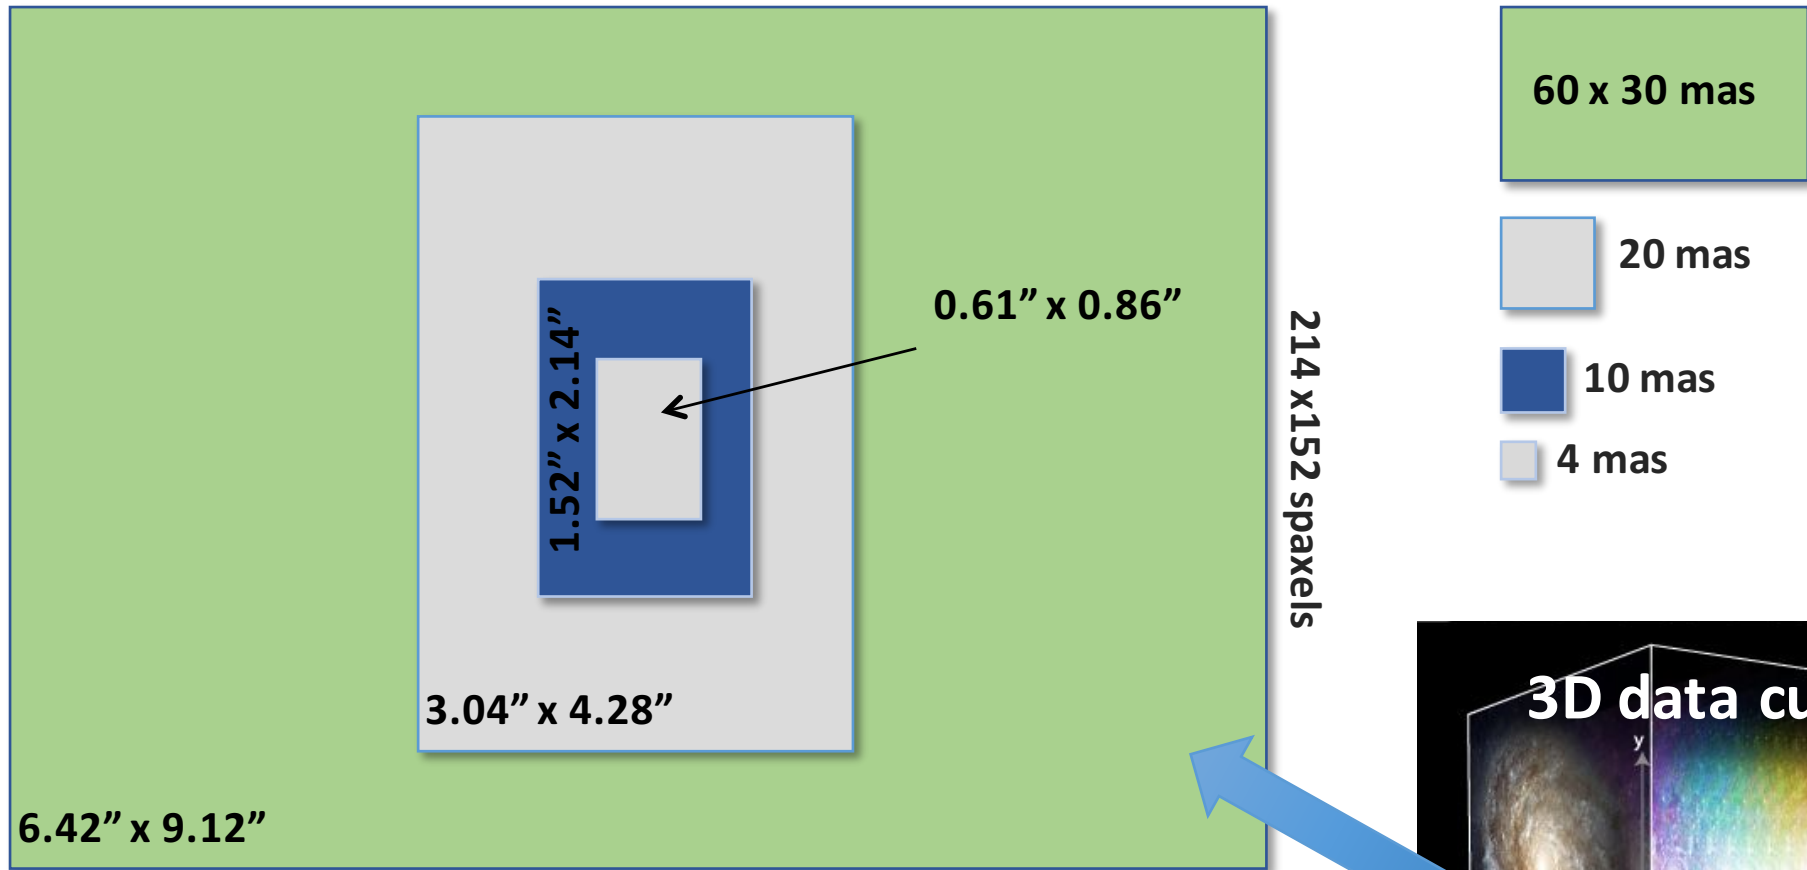 60 x 30 mas
20 mas
0.61” x 0.86”
1.52” x 2.14”
214 x152 spaxels
10 mas
4 mas
3.04” x 4.28”
3D data cu
y
6.42” x 9.12”